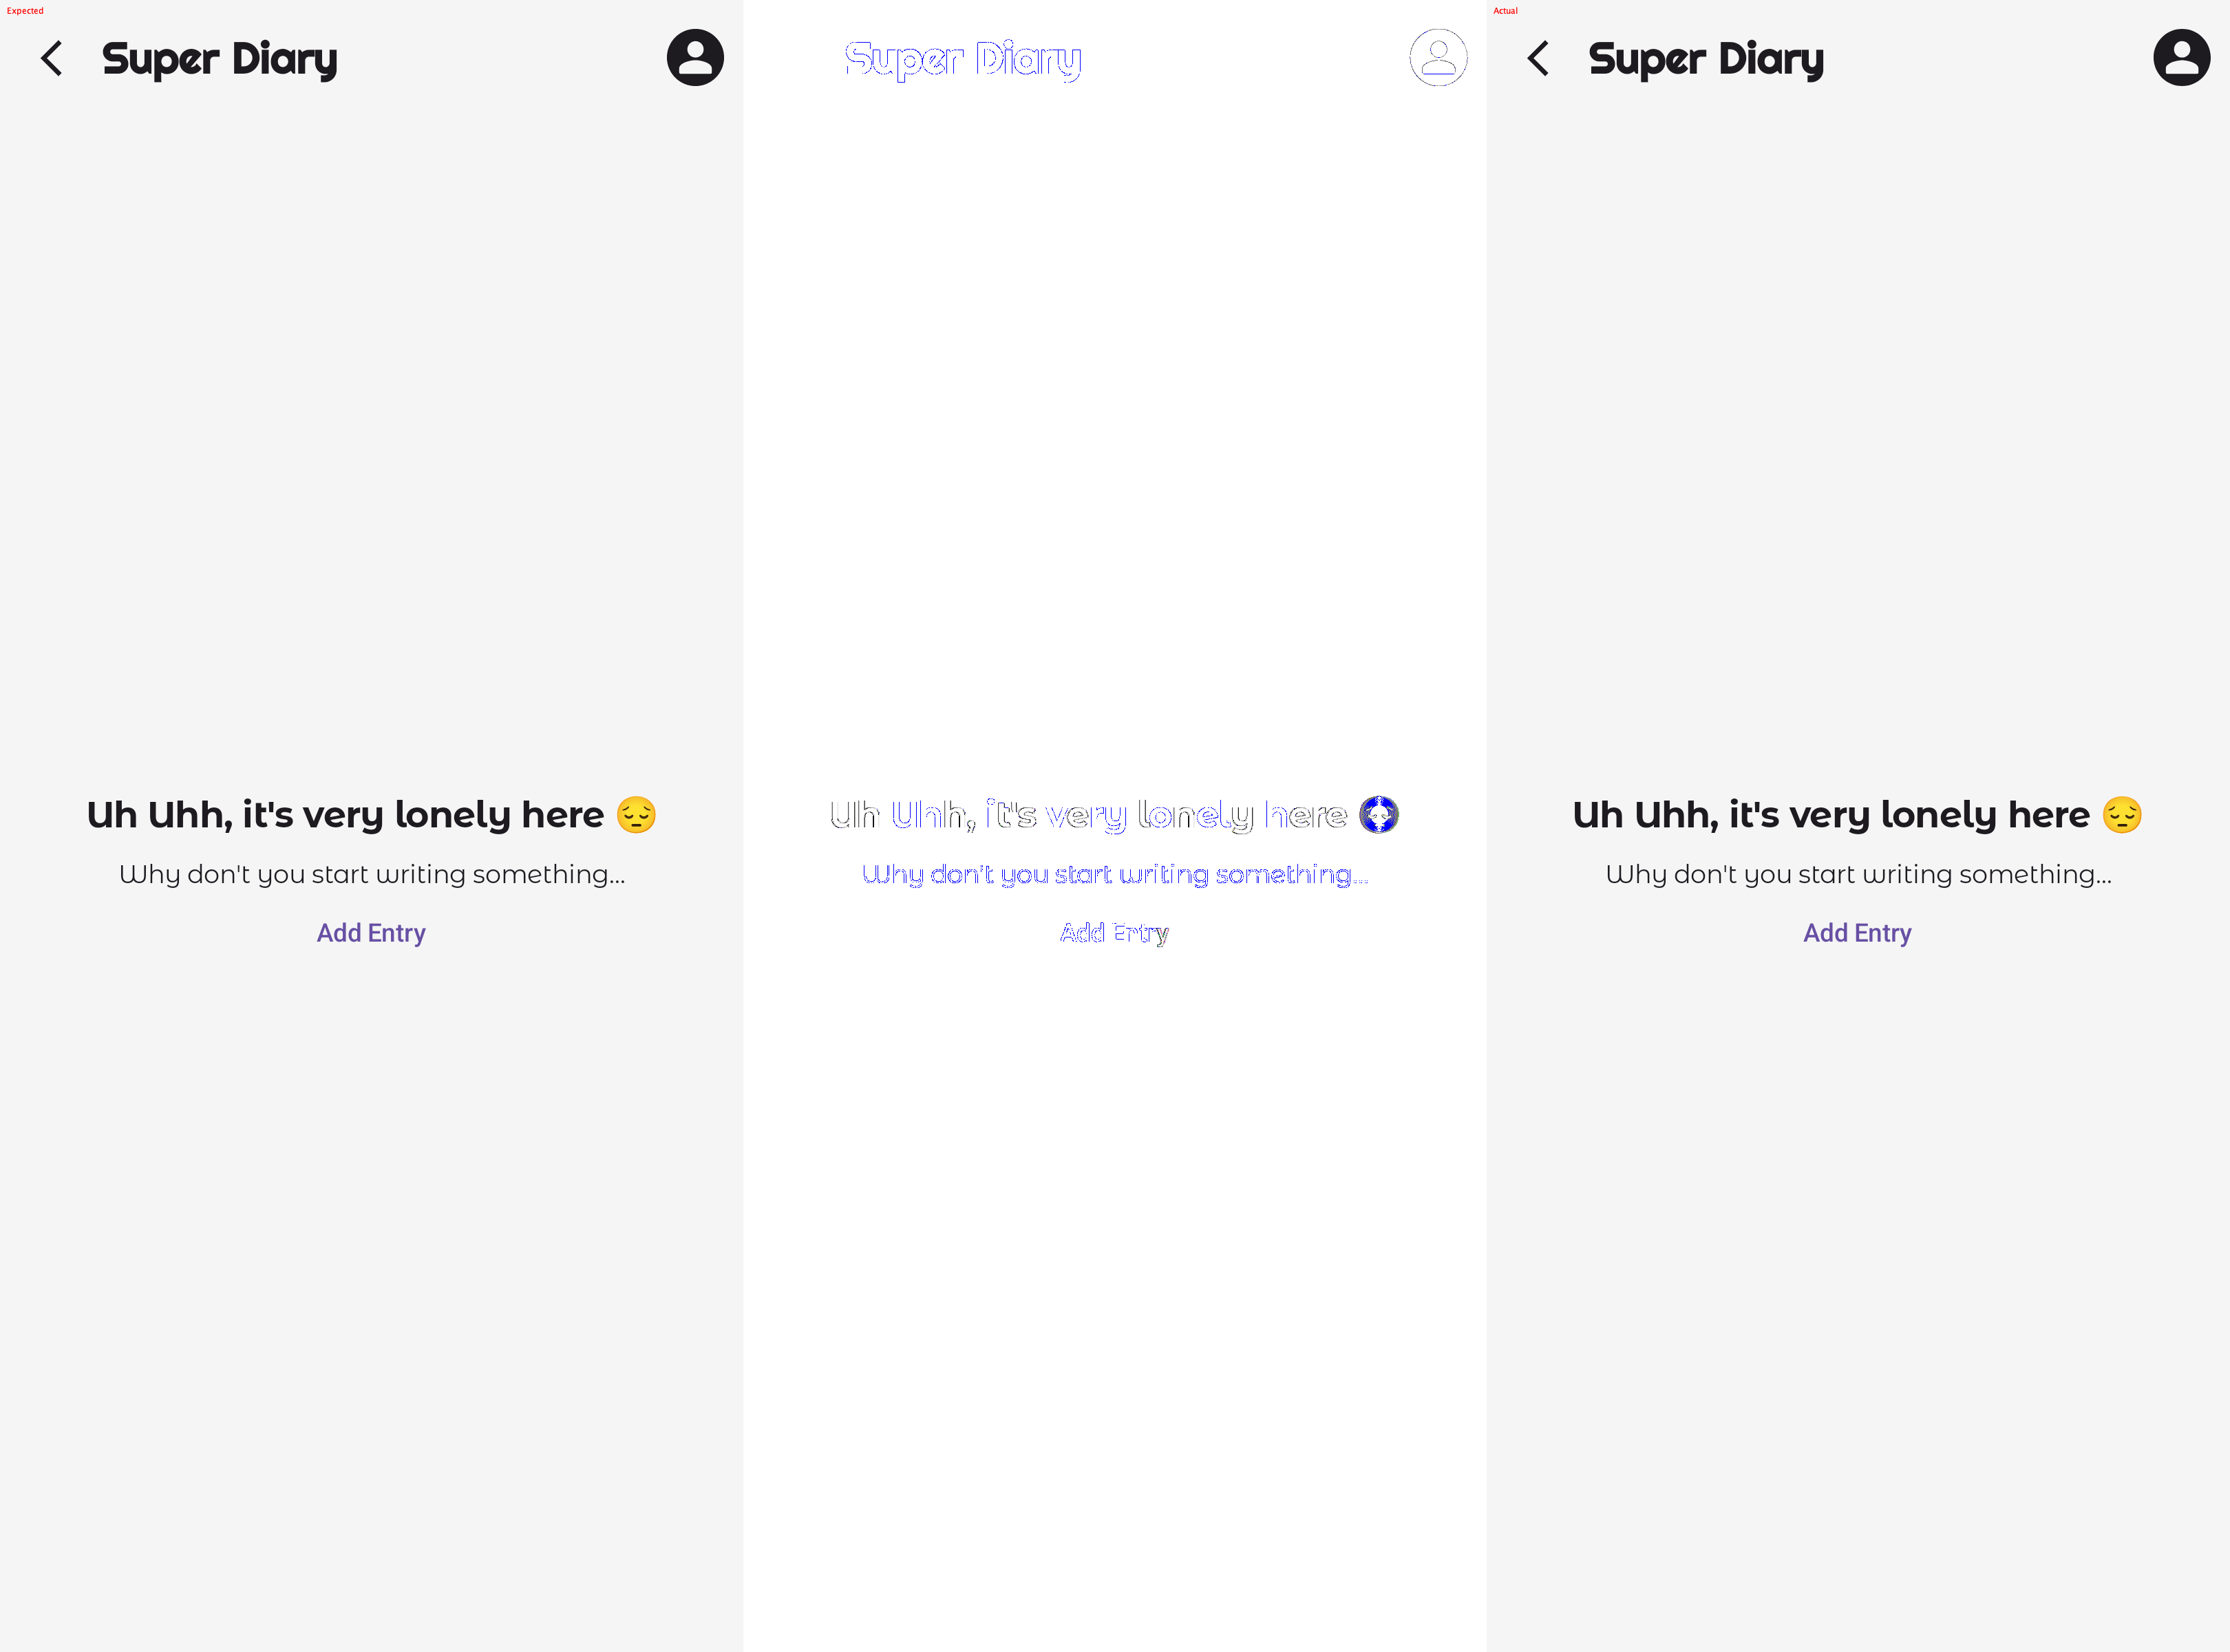 Expected
Super Diary
Uh Uhh, it's very lonely here 😔
Why don't you start writing something...
Add Entry
Super Diary
Uh Uhh, it's very lonely here
Why don't you start writing something...
Add Entry
Actual
Super Diary
Uh Uhh, it's very lonely here 😔
Why don't you start writing something...
Add Entry